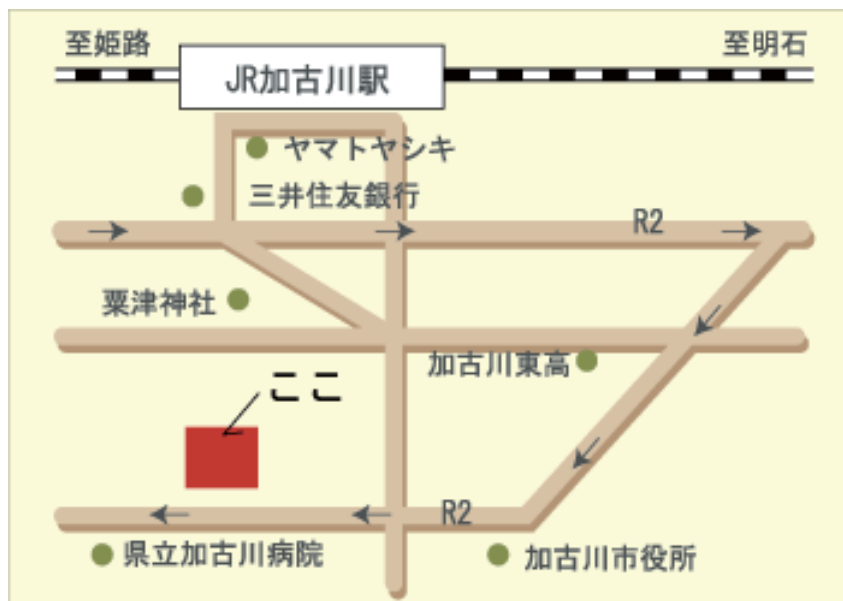 至姫路
至明石
JR加古川駅
ヤマトヤシキ
三井住友銀行
R2
粟津神社
加古川東高
ここ
R2
県立加古川病院
加古川市役所